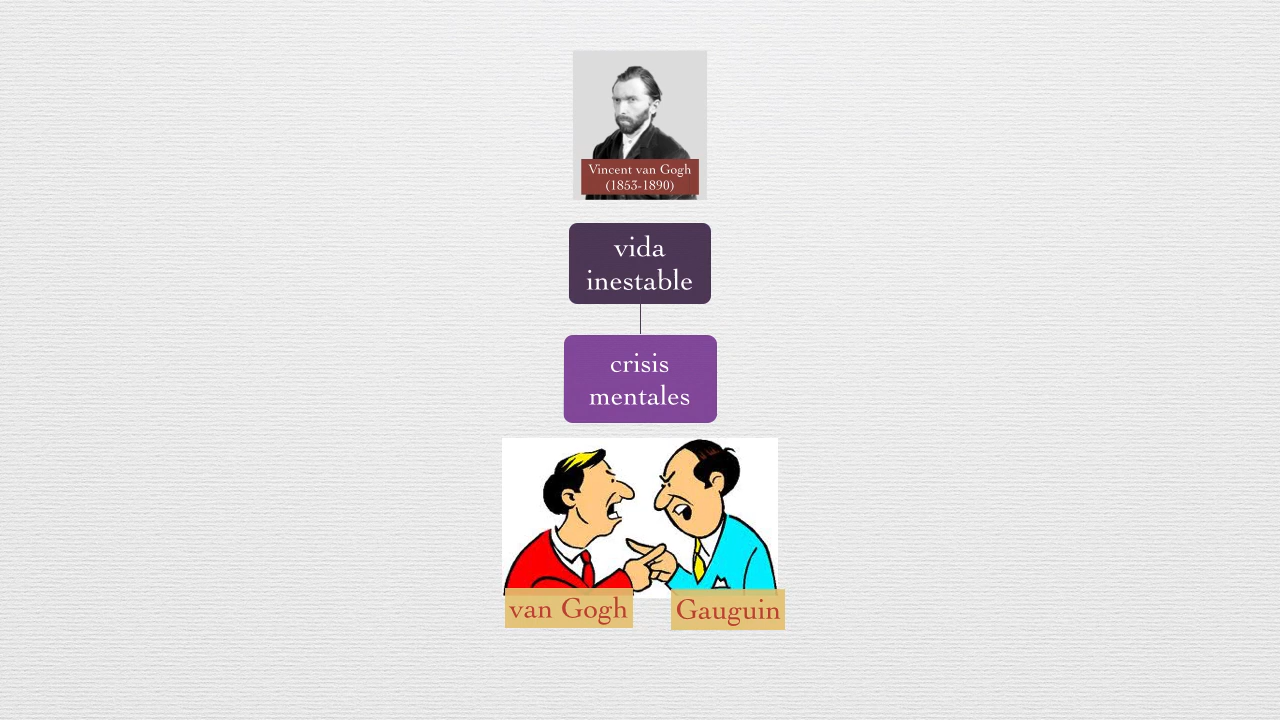 Vincent van Gogh
(1853-1890)
vida
inestable
crisis
mentales
van Gogh
Gauguin